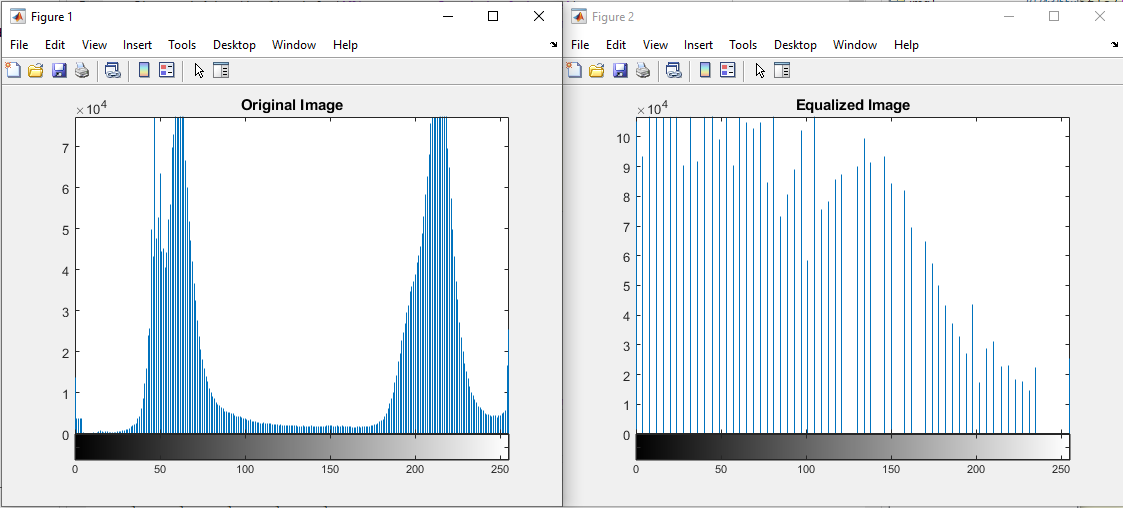 Figure 1
File Edit View Insert Tools Desktop Window Help
Original Image
×10^4
7
6
5
4
3
2
1
0
0 50 100 150 200 250
Figure 2
File Edit View Insert Tools Desktop Window Help
Equalized Image
×10^4
10
9
8
7
6
5
4
3
2
1
0
0 50 100 150 200 250